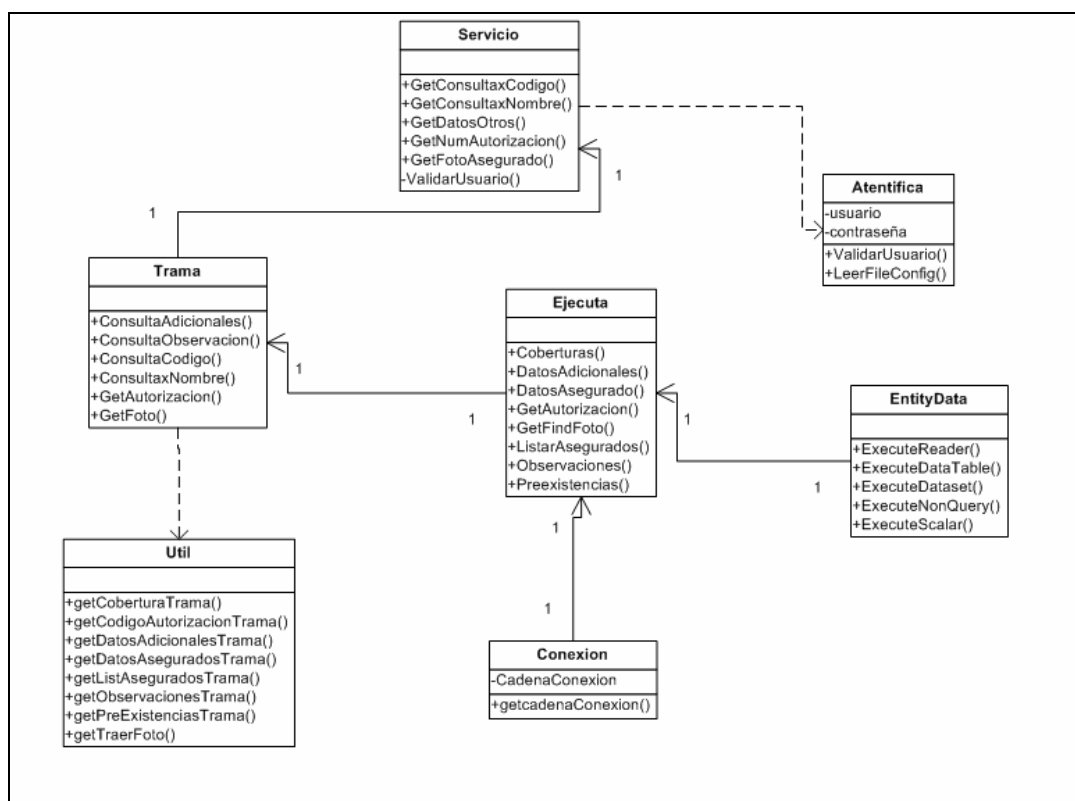 Servicio
+GetConsultaxCodigo()
+GetConsultaxNombre()
+GetDatosOtros()
+GetNumAutorizacion()
+GetFotoAsegurado()
-ValidarUsuario()
1
1
Atentifica
-usuario
-contraseña
+ValidarUsuario()
+LeerFileConfig()
Trama
+ConsultaAdicionales()
+ConsultaObservacion()
+ConsultaCodigo()
+ConsultaxNombre()
+GetAutorizacion()
+GetFoto()
1
1
Ejecuta
+Coberturas()
+DatosAdicionales()
+DatosAsegurado()
+GetAutorizacion()
+GetFindFoto()
+ListarAsegurados()
+Observaciones()
+Preexistencias()
1
1
EntityData
+ExecuteReader()
+ExecuteDataTable()
+ExecuteDataset()
+ExecuteNonQuery()
+ExecuteScalar()
Util
+getCoberturaTrama()
+getCodigoAutorizacionTrama()
+getDatosAdicionalesTrama()
+getDatosAseguradosTrama()
+getListAseguradosTrama()
+getObservacionesTrama()
+getPreExistenciasTrama()
+getTraerFoto()
1
1
Conexion
-CadenaConexion
+getcadenaConexion()